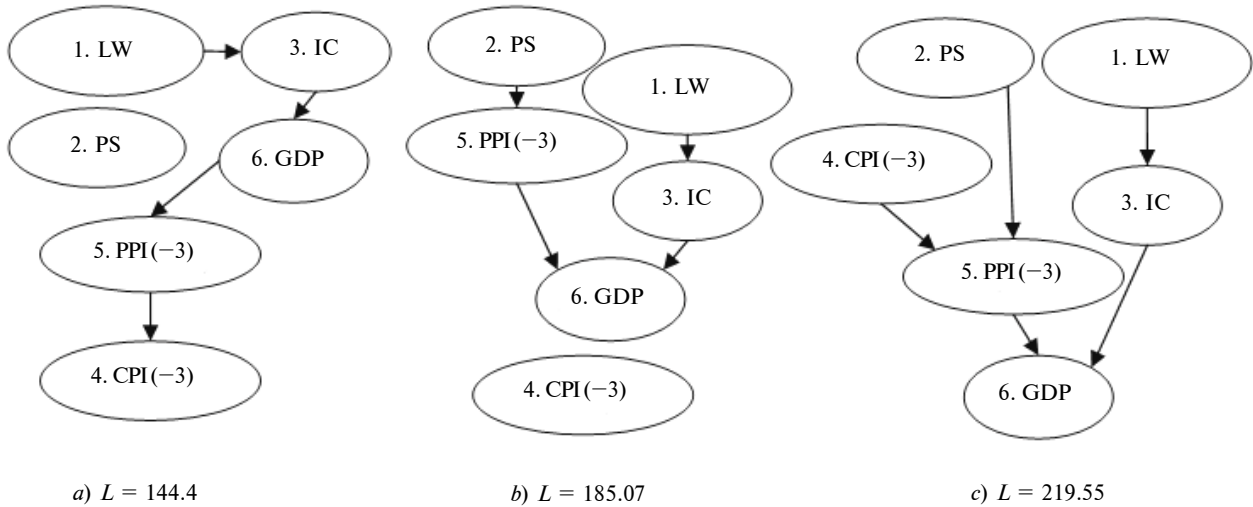 1. LW
3. IC
2. PS
6. GDP
5. PPI(−3)
4. CPI(−3)
a) L = 144.4
2. PS
1. LW
5. PPI(−3)
3. IC
6. GDP
4. CPI(−3)
b) L = 185.07
2. PS
1. LW
4. CPI(−3)
3. IC
5. PPI(−3)
6. GDP
c) L = 219.55